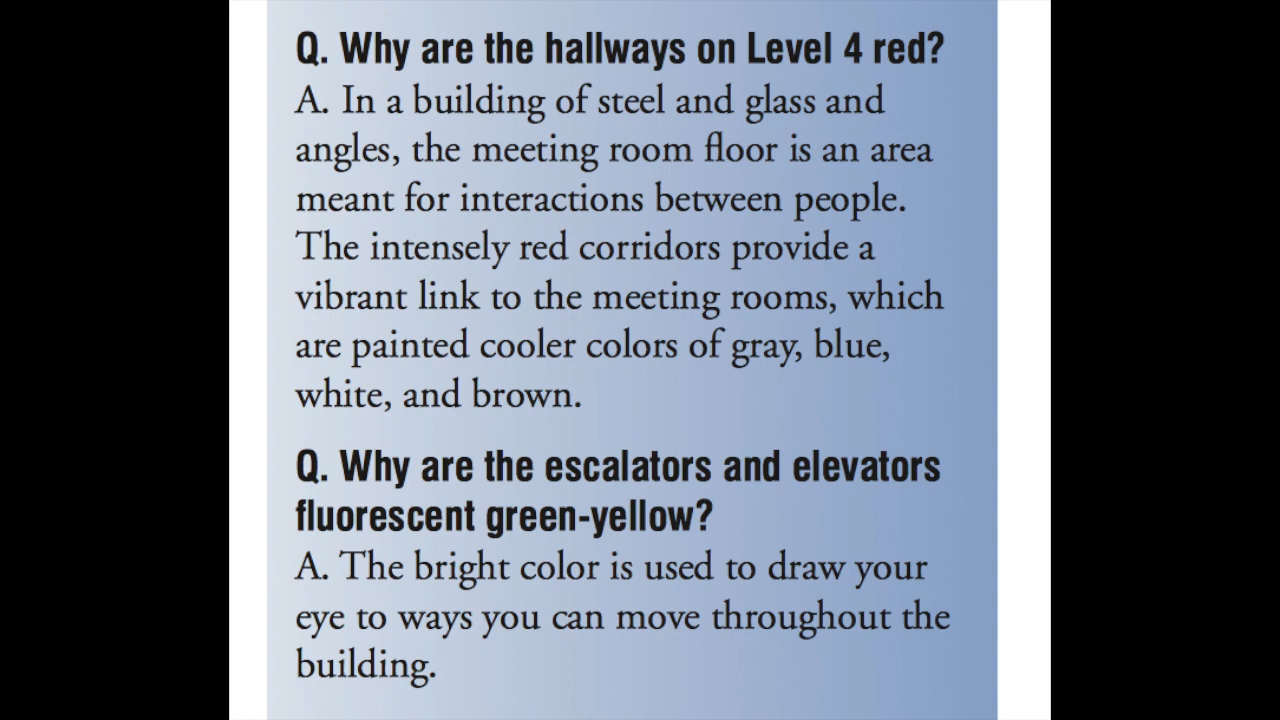 Q. Why are the hallways on Level 4 red?
A. In a building of steel and glass and
angles, the meeting room floor is an area
meant for interactions between people.
The intensely red corridors provide a
vibrant link to the meeting rooms, which
are painted cooler colors of gray, blue,
white, and brown.
Q. Why are the escalators and elevators
fluorescent green-yellow?
A. The bright color is used to draw your
eye to ways you can move throughout the
building.